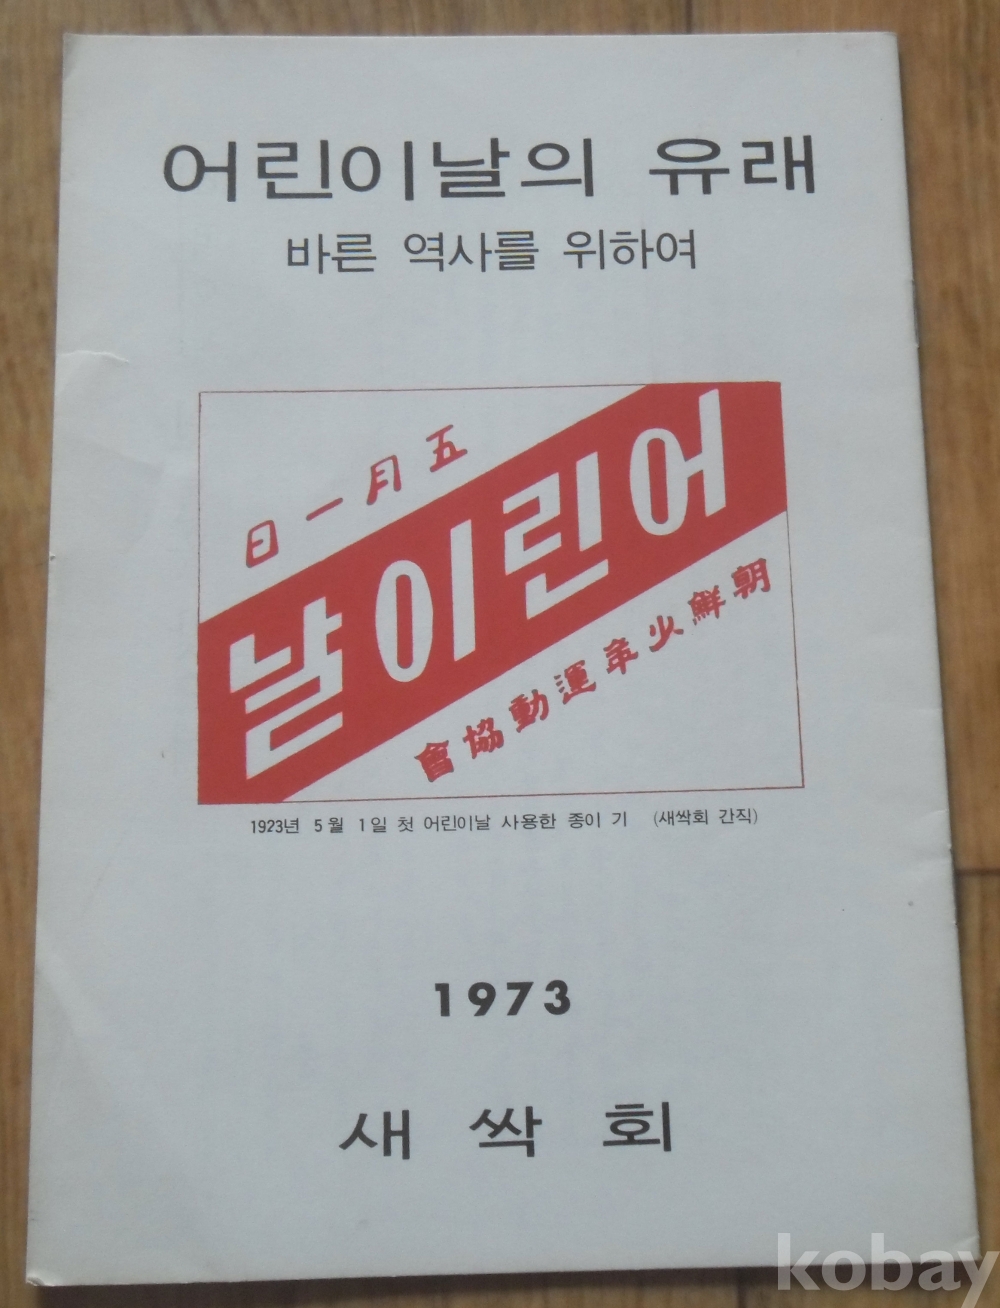 어린이날의 유래
바른 역사를 위하여
五月一日
어린이날
朝鮮少年運動協會
1923년 5월 1일 첫 어린이날 사용한 종이 기 (새싹회 간직)
1973
새싹회
kobay